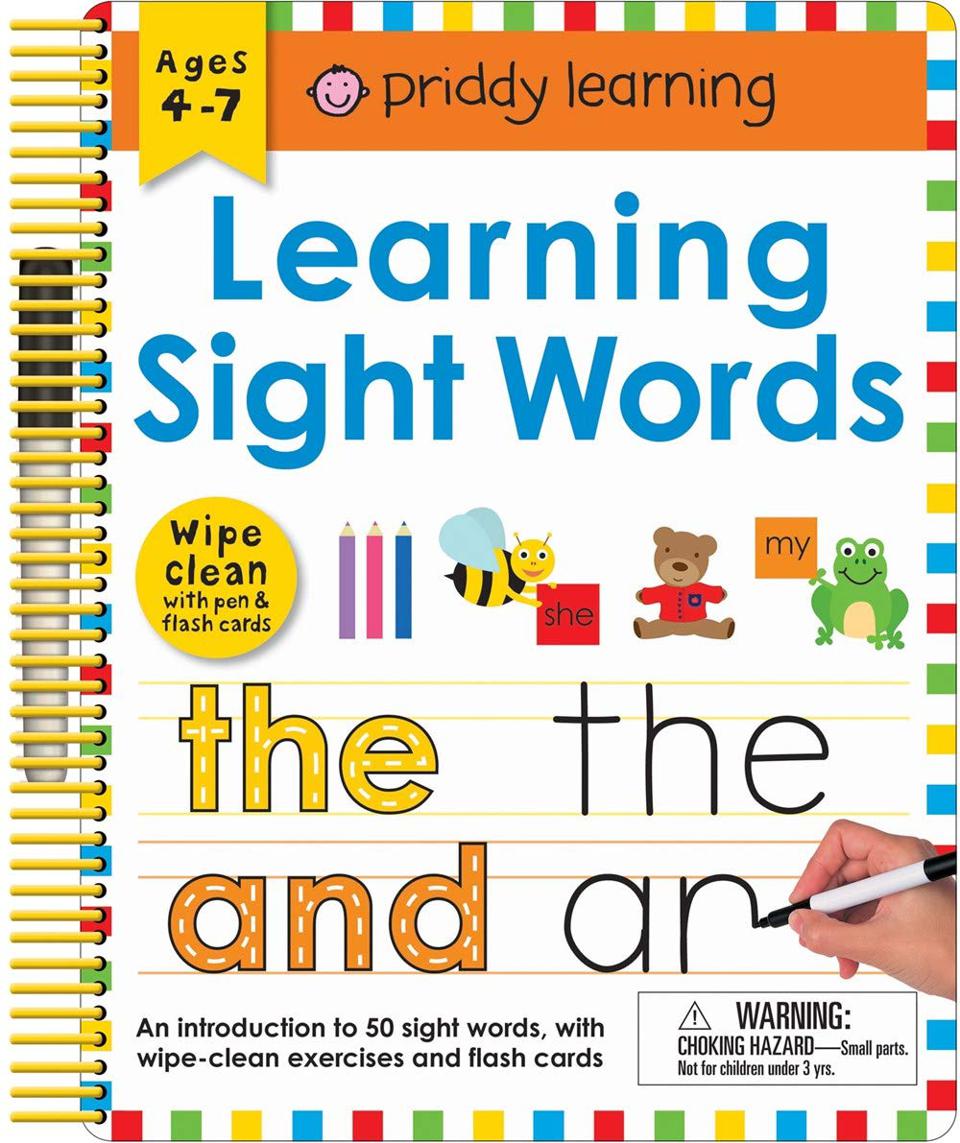 Ages
4-7
priddy learning
Learning
Sight Words
Wipe
clean
with pen &
flash cards
she
my
the the
and an
An introduction to 50 sight words, with
wipe-clean exercises and flash cards
WARNING:
CHOKING HAZARD—Small parts.
Not for children under 3 yrs.